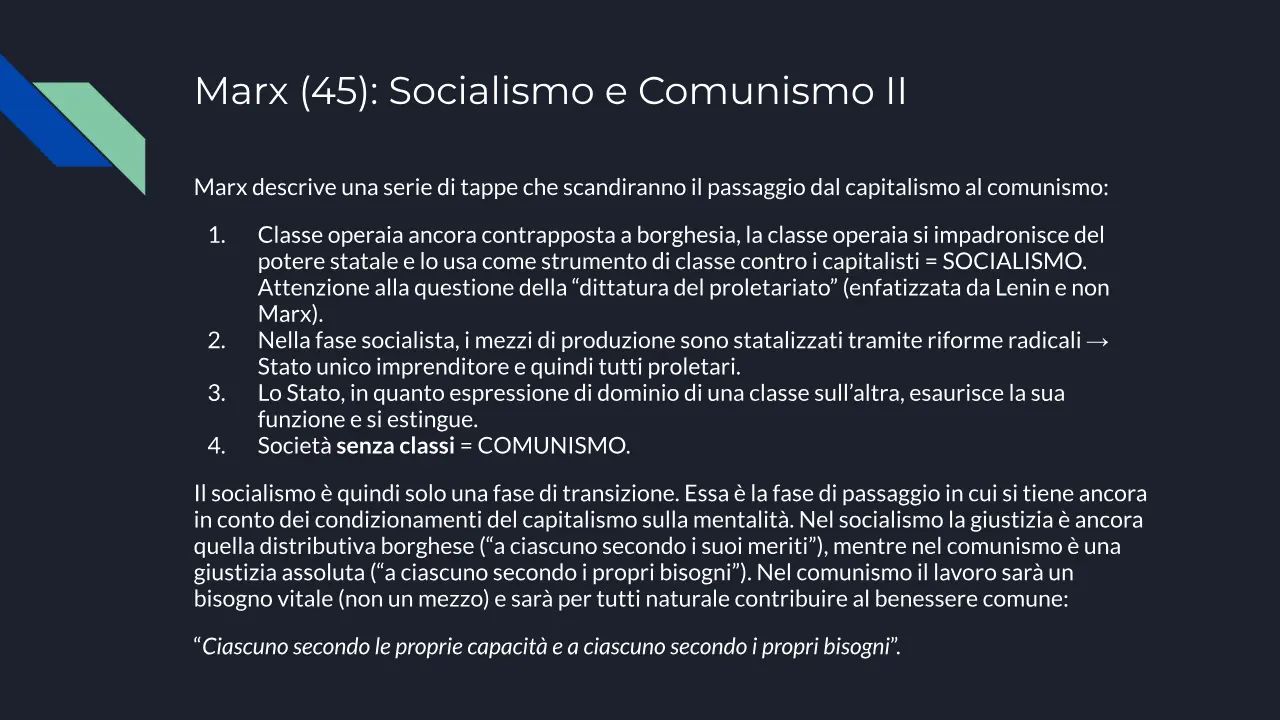 Marx (45): Socialismo e Comunismo II
Marx descrive una serie di tappe che scandiranno il passaggio dal capitalismo al comunismo:
1. Classe operaia ancora contrapposta a borghesia, la classe operaia si impadronisce del
potere statale e lo usa come strumento di classe contro i capitalisti = SOCIALISMO.
Attenzione alla questione della “dittatura del proletariato” (enfatizzata da Lenin e non
Marx).
2. Nella fase socialista, i mezzi di produzione sono statalizzati tramite riforme radicali →
Stato unico imprenditore e quindi tutti proletari.
3. Lo Stato, in quanto espressione di dominio di una classe sull’altra, esaurisce la sua
funzione e si estingue.
4. Società senza classi = COMUNISMO.
Il socialismo è quindi solo una fase di transizione. Essa è la fase di passaggio in cui si tiene ancora
in conto dei condizionamenti del capitalismo sulla mentalità. Nel socialismo la giustizia è ancora
quella distributiva borghese (“a ciascuno secondo i suoi meriti”), mentre nel comunismo è una
giustizia assoluta (“a ciascuno secondo i propri bisogni”). Nel comunismo il lavoro sarà un
bisogno vitale (non un mezzo) e sarà per tutti naturale contribuire al benessere comune:
“Ciascuno secondo le proprie capacità e a ciascuno secondo i propri bisogni”.